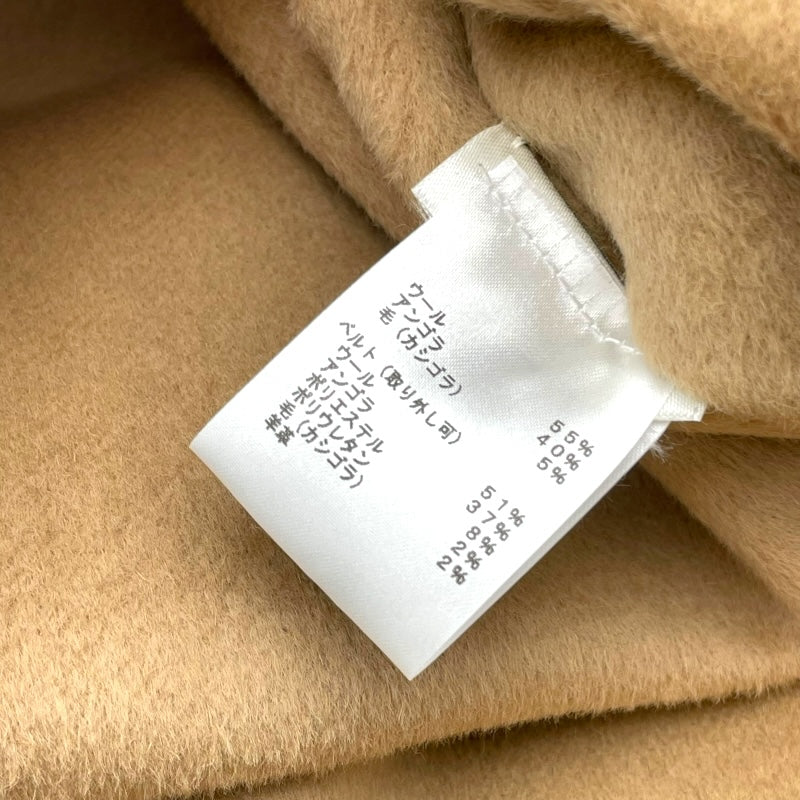 ウール 55%
アンゴラ 40%
毛(カシゴラ) 5%
ベルト(取り外し可)
ウール 51%
アンゴラ 37%
ポリエステル 8%
ポリウレタン 2%
毛(カシゴラ) 2%
羊革